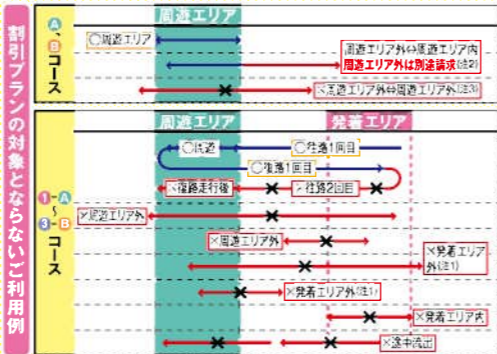 割引プランの対象とならないご利用例
A、Bコース
周遊エリア
○周遊エリア
周遊エリア外⇔周遊エリア内
周遊エリア外は別途請求(注2)
×周遊エリア外⇔周遊エリア外(注3)
1-A~3-Bコース
周遊エリア
発着エリア
○周遊
○往路1回目
○復路1回目
×復路走行後
×往路2回目
×周遊エリア外
×周遊エリア外
×発着エリア外(注1)
×発着エリア外(注1)
×発着エリア内
×途中流出